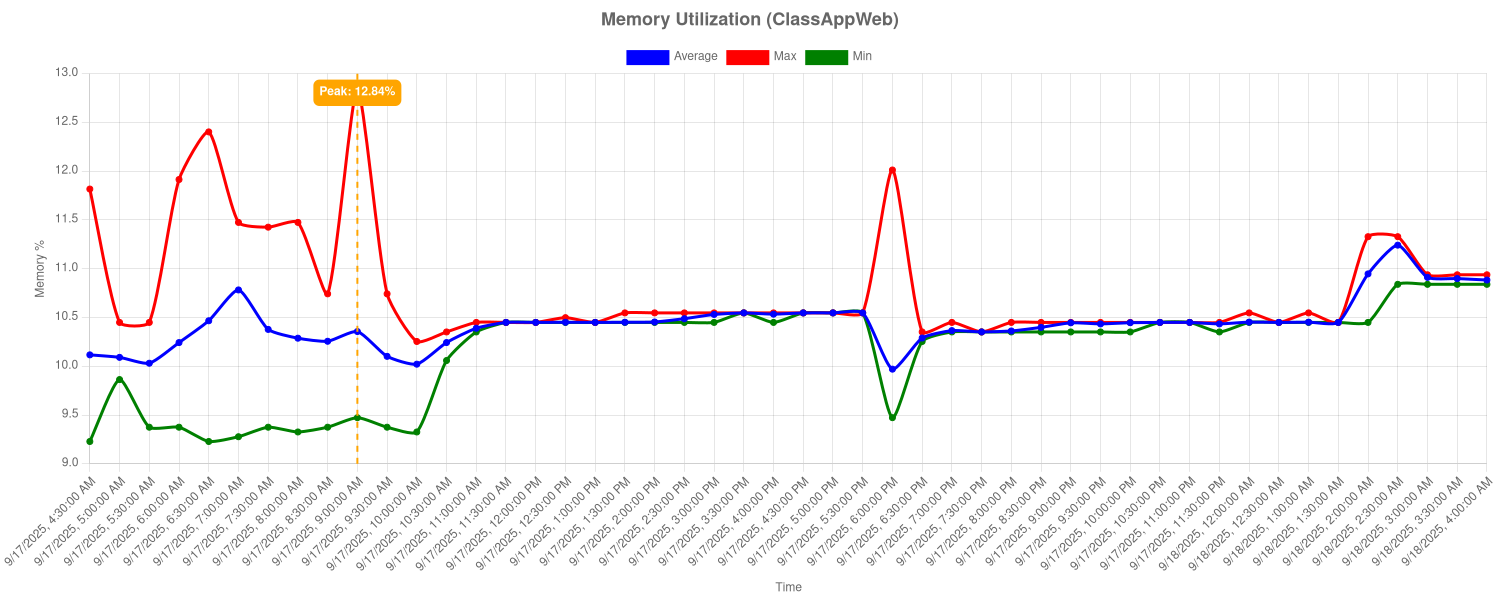 Memory Utilization (ClassAppWeb)
Average Max Min
Peak: 12.84%
Memory %
13.0
12.5
12.0
11.5
11.0
10.5
10.0
9.5
9.0
9/17/2025, 4:30:00 AM
9/17/2025, 5:00:00 AM
9/17/2025, 5:30:00 AM
9/17/2025, 6:00:00 AM
9/17/2025, 6:30:00 AM
9/17/2025, 7:00:00 AM
9/17/2025, 7:30:00 AM
9/17/2025, 8:00:00 AM
9/17/2025, 8:30:00 AM
9/17/2025, 9:00:00 AM
9/17/2025, 9:30:00 AM
9/17/2025, 10:00:00 AM
9/17/2025, 10:30:00 AM
9/17/2025, 11:00:00 AM
9/17/2025, 11:30:00 AM
9/17/2025, 12:00:00 PM
9/17/2025, 12:30:00 PM
9/17/2025, 1:00:00 PM
9/17/2025, 1:30:00 PM
9/17/2025, 2:00:00 PM
9/17/2025, 2:30:00 PM
9/17/2025, 3:00:00 PM
9/17/2025, 3:30:00 PM
9/17/2025, 4:00:00 PM
9/17/2025, 4:30:00 PM
9/17/2025, 5:00:00 PM
9/17/2025, 5:30:00 PM
9/17/2025, 6:00:00 PM
9/17/2025, 6:30:00 PM
9/17/2025, 7:00:00 PM
9/17/2025, 7:30:00 PM
9/17/2025, 8:00:00 PM
9/17/2025, 8:30:00 PM
9/17/2025, 9:00:00 PM
9/17/2025, 9:30:00 PM
9/17/2025, 10:00:00 PM
9/17/2025, 10:30:00 PM
9/17/2025, 11:00:00 PM
9/17/2025, 11:30:00 PM
9/18/2025, 12:00:00 AM
9/18/2025, 12:30:00 AM
9/18/2025, 1:00:00 AM
9/18/2025, 1:30:00 AM
9/18/2025, 2:00:00 AM
9/18/2025, 2:30:00 AM
9/18/2025, 3:00:00 AM
9/18/2025, 3:30:00 AM
9/18/2025, 4:00:00 AM
Time